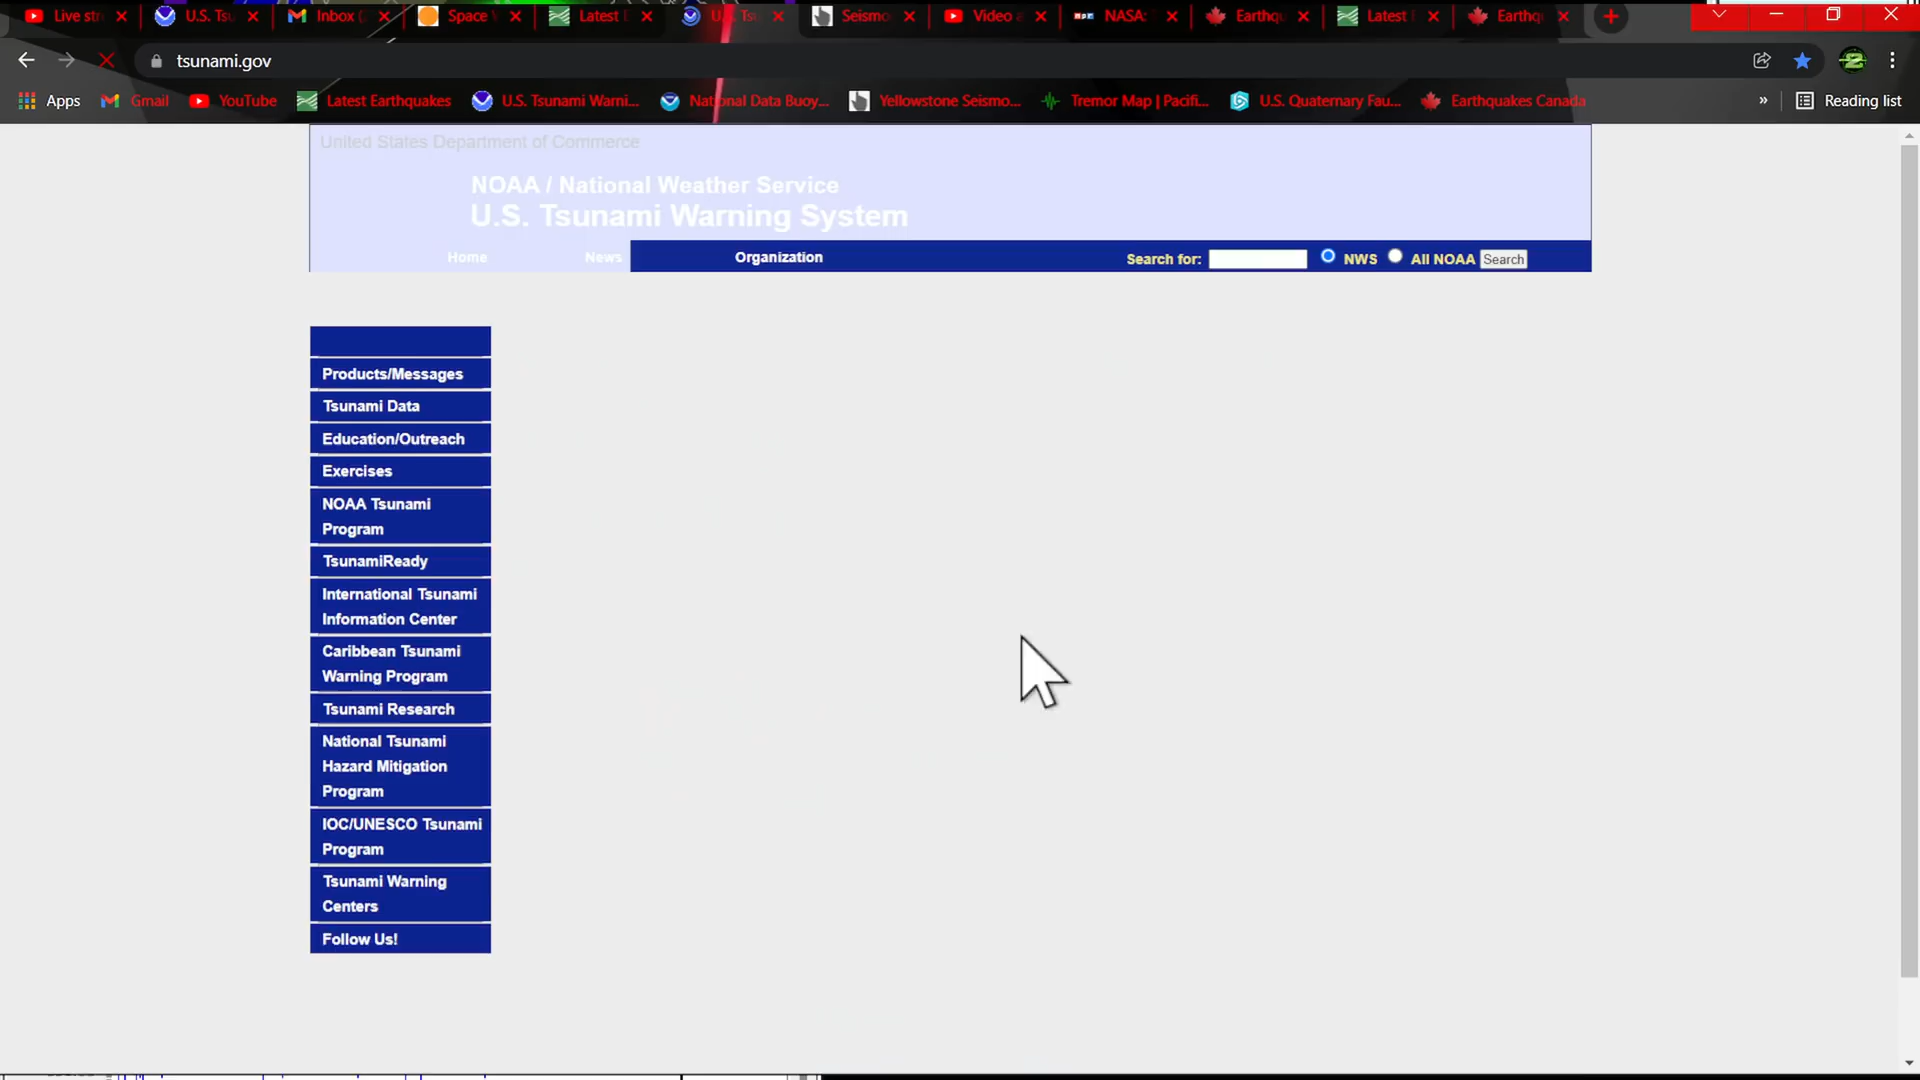 Live str
U.S. Tsu
Inbox (
Space
Latest
U.S. Tsu
Seismo
Video a
NASA:
Earthqu
Latest
Earthqu
tsunami.gov
Apps
Gmail
YouTube
Latest Earthquakes
U.S. Tsunami Warni...
National Data Buoy...
Yellowstone Seismo...
Tremor Map | Pacifi...
U.S. Quaternary Fau...
Earthquakes Canada
»
Reading list
United States Department of Commerce
NOAA / National Weather Service
U.S. Tsunami Warning System
Home News Organization Search for: NWS All NOAA Search
Products/Messages
Tsunami Data
Education/Outreach
Exercises
NOAA Tsunami
Program
TsunamiReady
International Tsunami
Information Center
Caribbean Tsunami
Warning Program
Tsunami Research
National Tsunami
Hazard Mitigation
Program
IOC/UNESCO Tsunami
Program
Tsunami Warning
Centers
Follow Us!